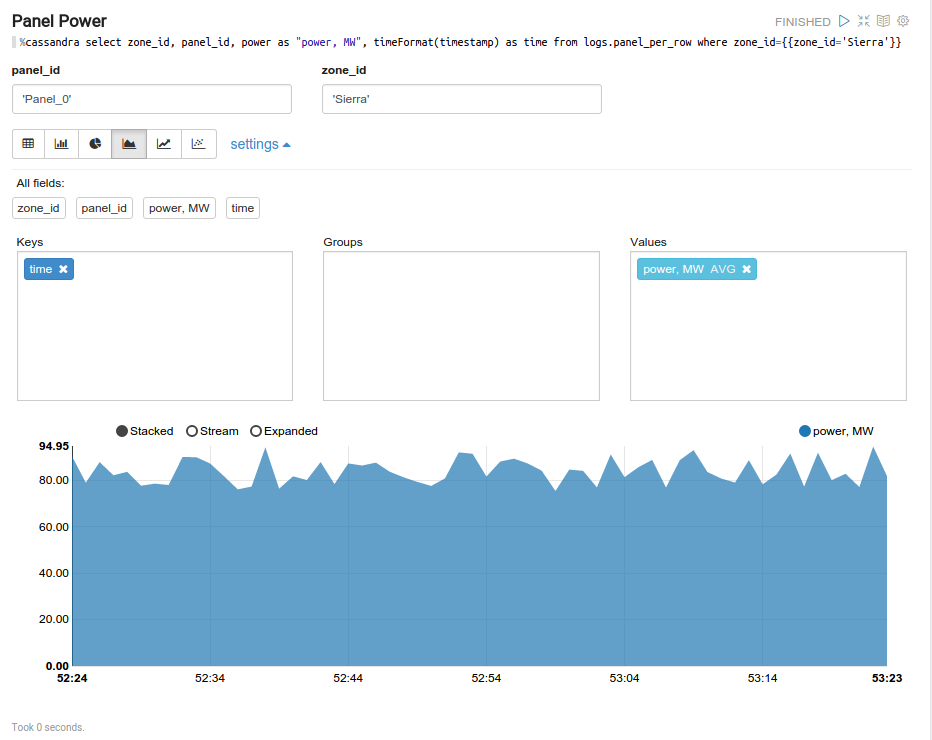 Panel Power
FINISHED
%cassandra select zone_id, panel_id, power as "power, MW", timeFormat(timestamp) as time from logs.panel_per_row where zone_id={{zone_id='Sierra'}}
panel_id zone_id
'Panel_0' 'Sierra'
settings
All fields:
zone_id panel_id power, MW time
Keys Groups Values
time power, MW AVG
Stacked Stream Expanded power, MW
94.95
80.00
60.00
40.00
20.00
0.00
52:24 52:34 52:44 52:54 53:04 53:14 53:23
Took 0 seconds.